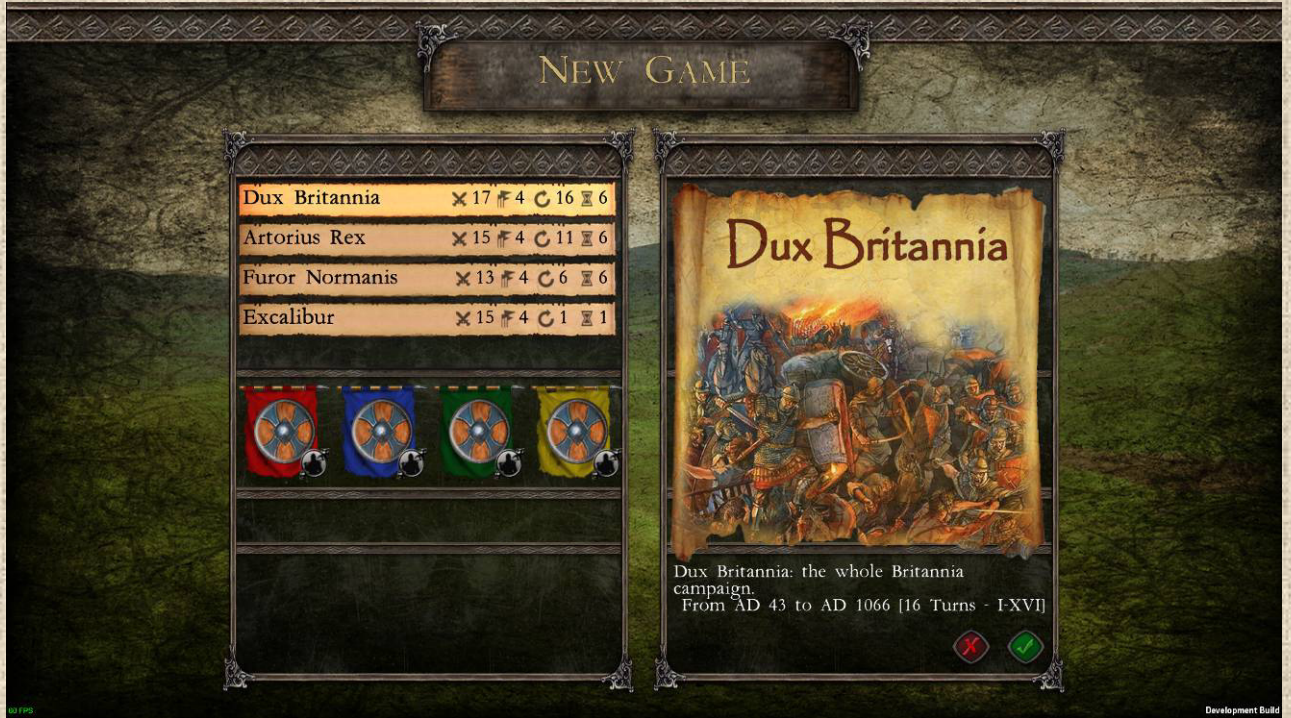 New Game
Dux Britannia 17 4 16 6
Artorius Rex 15 4 11 6
Furor Normanis 13 4 6 6
Excalibur 15 4 1 1
Dux Britannia
Dux Britannia: the whole Britannia
campaign.
From AD 43 to AD 1066 [16 Turns - I-XVI]
60 FPS
Development Build